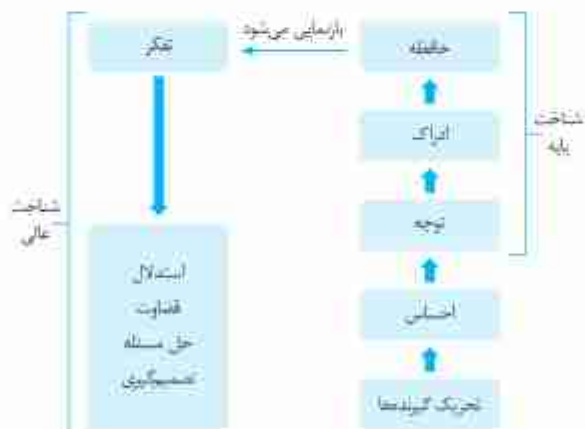 حافظه
بازنمایی می‌شود
تفکر
ادراک
شناخت
پایه
توجه
شناخت
عالی
احساس
استدلال
قضاوت
حل مسئله
تصمیم‌گیری
تحریک گیرنده‌ها